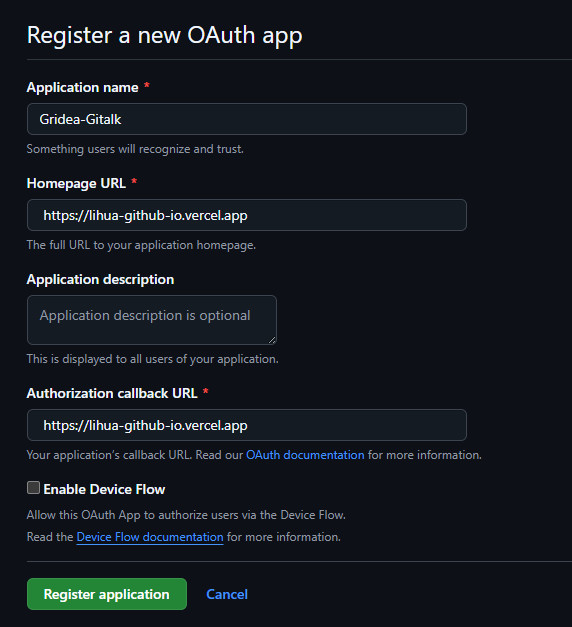 Register a new OAuth app
Application name *
Gridea-Gitalk
Something users will recognize and trust.
Homepage URL *
https://lihua-github-io.vercel.app
The full URL to your application homepage.
Application description
Application description is optional
This is displayed to all users of your application.
Authorization callback URL *
https://lihua-github-io.vercel.app
Your application's callback URL. Read our OAuth documentation for more information.
Enable Device Flow
Allow this OAuth App to authorize users via the Device Flow.
Read the Device Flow documentation for more information.
Register application Cancel